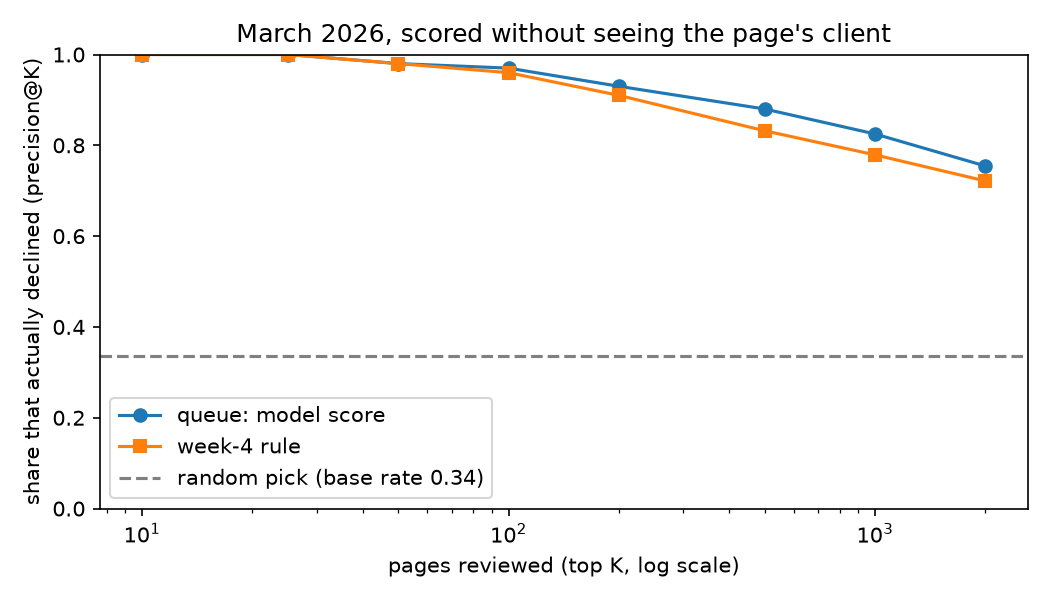 March 2026, scored without seeing the page's client
share that actually declined (precision@K)
1.0
0.8
0.6
0.4
0.2
0.0
queue: model score
week-4 rule
random pick (base rate 0.34)
10¹ 10² 10³
pages reviewed (top K, log scale)